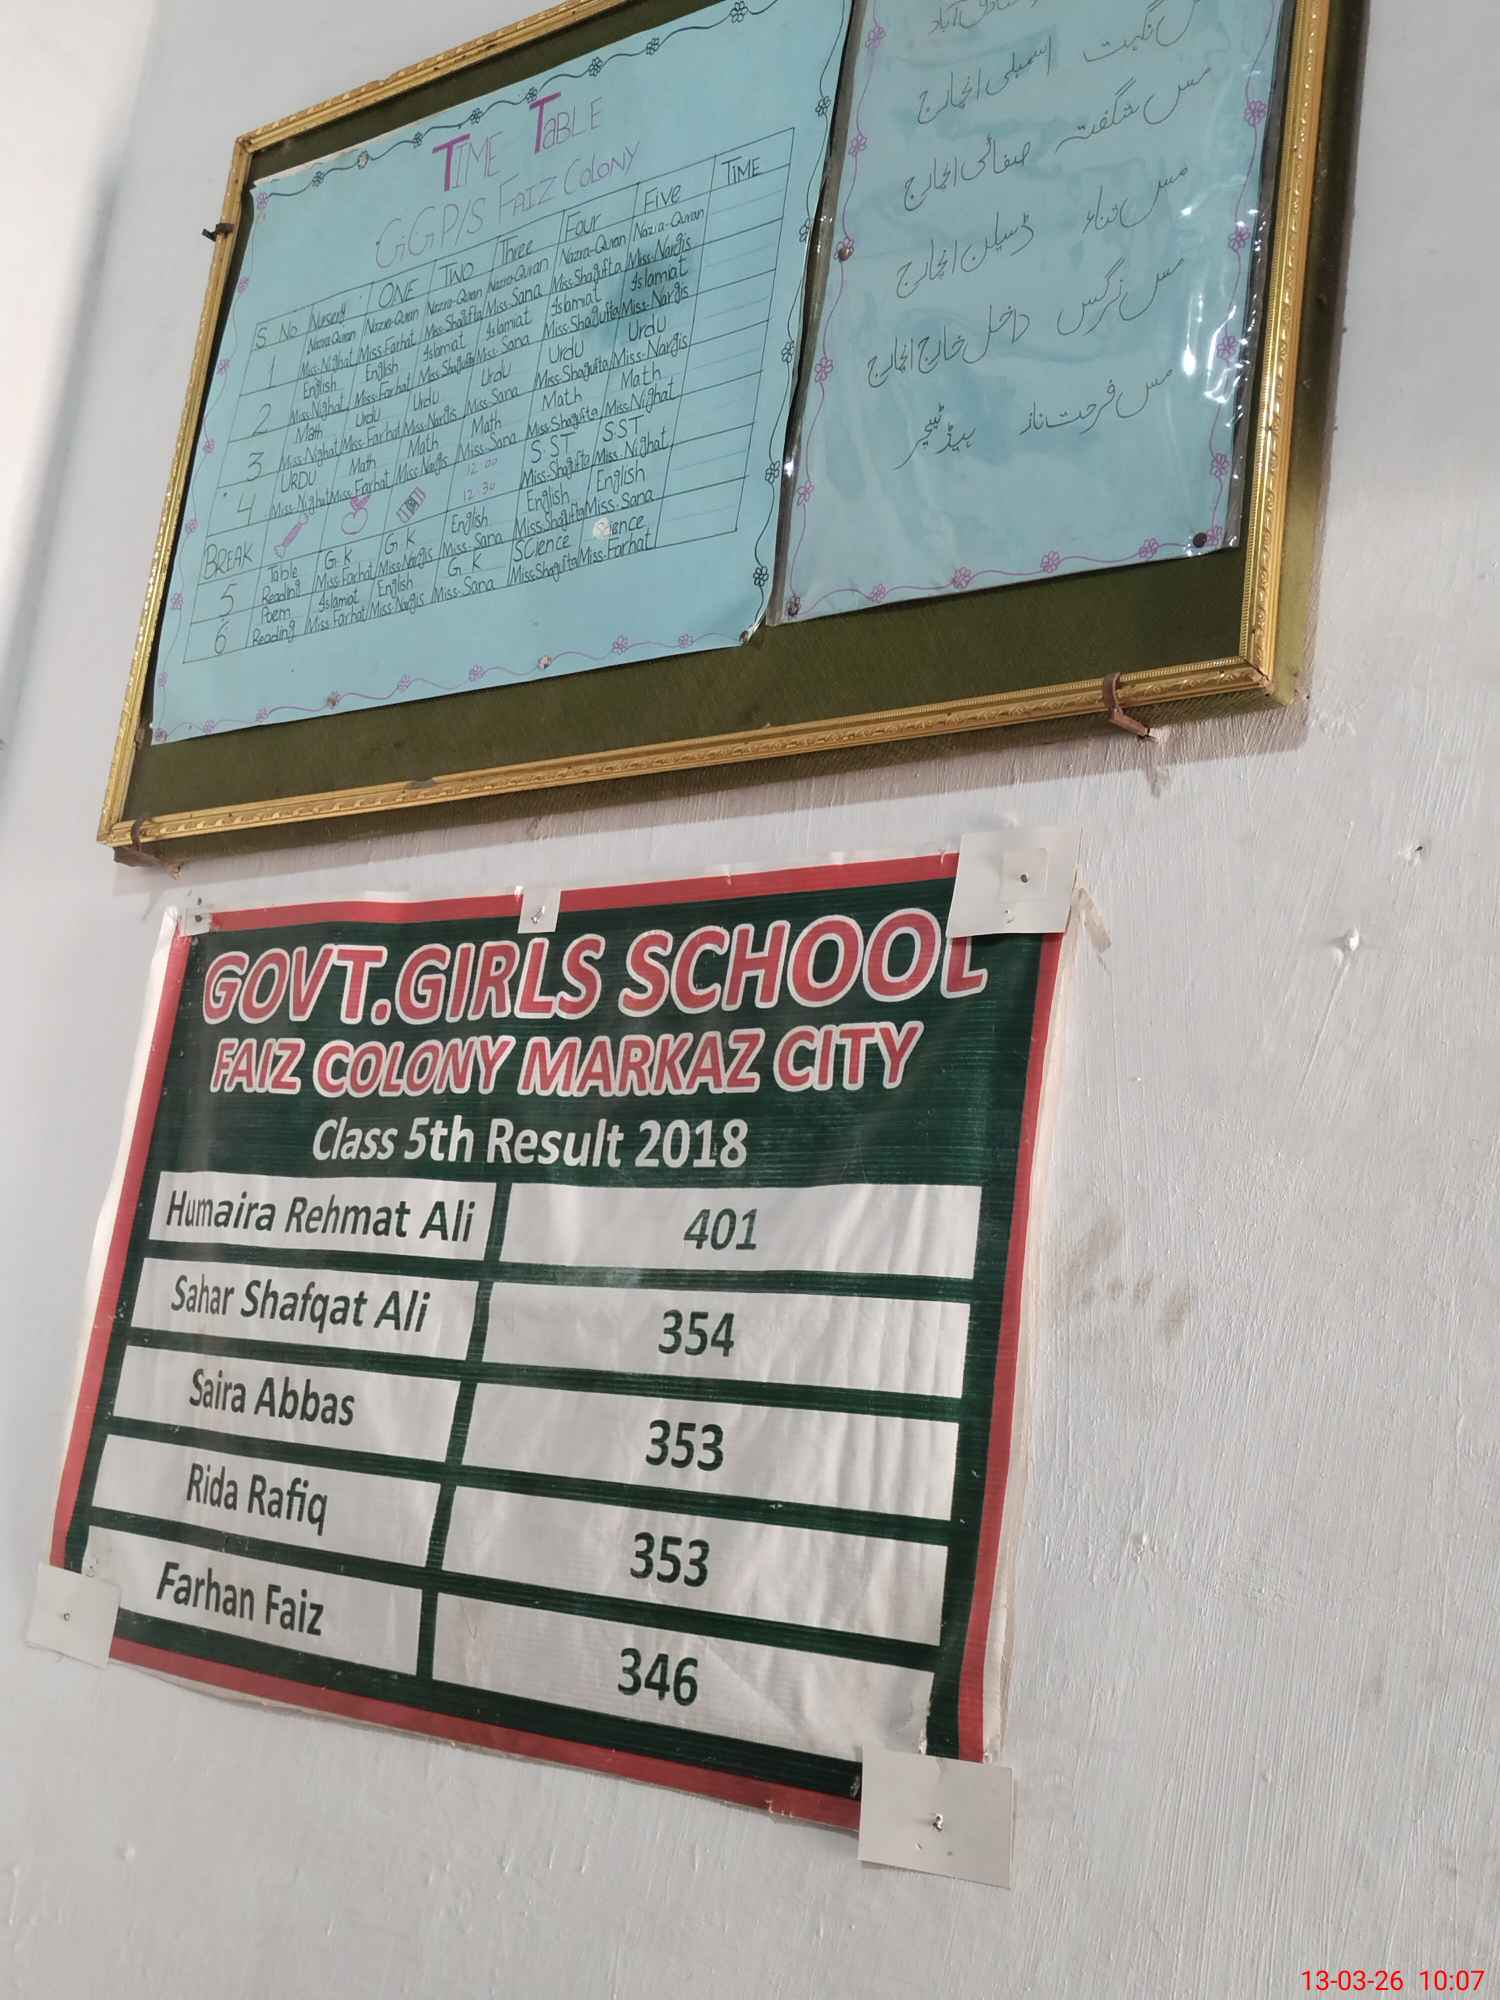 TIME TABLE
GGP/S FAIZ COLONY
S No Nursery ONE TWO Three Four Five TIME
1 Nazra Quran Nazra-Quran Nazra-Quran Nazra-Quran Nazra-Quran Nazra-Quran
Miss-Nighat Miss-Farhat Miss-Shagufta Miss-Sana Miss-Shagufta Miss-Nargis
2 English English Islamiat Islamiat Islamiat Islamiat
Miss-Nighat Miss-Farhat Miss Shagufta Miss-Sana Miss-Shagufta Miss-Nargis
3 Math Urdu Urdu Urdu Urdu Urdu
Miss-Nighat Miss-Farhat Miss-Nargis Miss-Sana Miss-Shagufta Miss-Nargis
4 URDU Math Math Math Math Math
Miss-Nighat Miss-Farhat Miss-Nargis Miss-Sana Miss-Shagufta Miss-Nighat
BREAK 12 00 SST SST
12 30 Miss-Shagufta Miss-Nighat
5 Table G K G K English English English
Reading Miss-Farhat Miss-Nargis Miss-Sana Miss-Shagufta Miss-Sana
6 Poem Islamiat English G K Science
Reading Miss Farhat Miss-Nargis Miss-Sana Miss-Shagufta Miss-Farhat
مس نگہت اسمبلی انچارج
مس شگفتہ صفائی انچارج
مس ثناء ڈسپلن انچارج
مس نرگس داخل خارج انچارج
مس فرحت ناز ہیڈ ٹیچر
GOVT.GIRLS SCHOOL
FAIZ COLONY MARKAZ CITY
Class 5th Result 2018
Humaira Rehmat Ali 401
Sahar Shafqat Ali 354
Saira Abbas 353
Rida Rafiq 353
Farhan Faiz 346
13-03-26 10:07